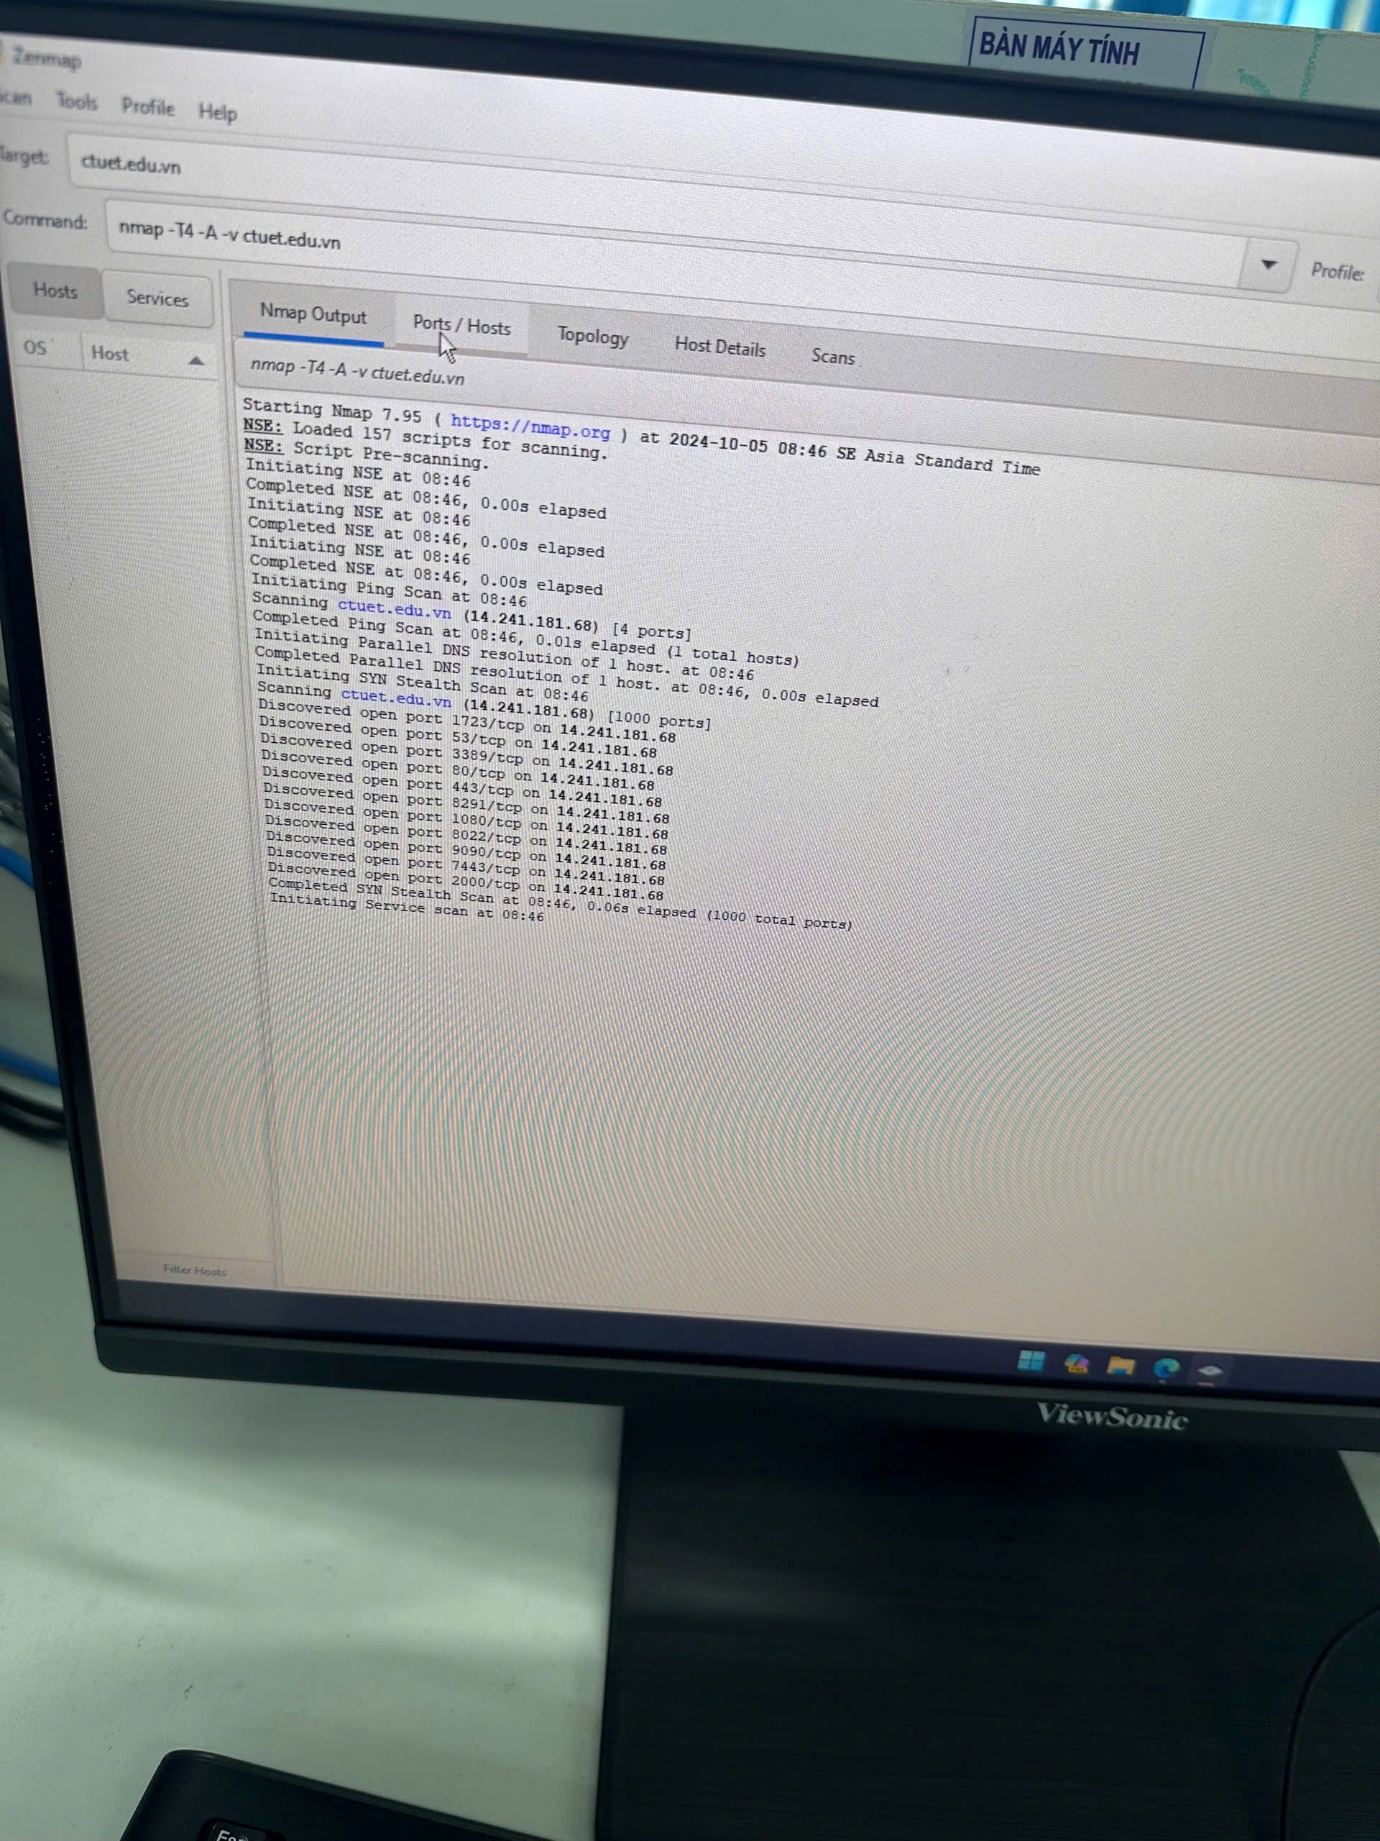 BÀN MÁY TÍNH
Zenmap
Tools Profile Help
Target: ctuet.edu.vn
Command: nmap -T4 -A -v ctuet.edu.vn Profile:
Hosts Services
Nmap Output Ports / Hosts Topology Host Details Scans
OS Host
nmap -T4 -A -v ctuet.edu.vn
Starting Nmap 7.95 ( https://nmap.org ) at 2024-10-05 08:46 SE Asia Standard Time
NSE: Loaded 157 scripts for scanning.
NSE: Script Pre-scanning.
Initiating NSE at 08:46
Completed NSE at 08:46, 0.00s elapsed
Initiating NSE at 08:46
Completed NSE at 08:46, 0.00s elapsed
Initiating NSE at 08:46
Completed NSE at 08:46, 0.00s elapsed
Initiating Ping Scan at 08:46
Scanning ctuet.edu.vn (14.241.181.68) [4 ports]
Completed Ping Scan at 08:46, 0.01s elapsed (1 total hosts)
Initiating Parallel DNS resolution of 1 host. at 08:46
Completed Parallel DNS resolution of 1 host. at 08:46, 0.00s elapsed
Initiating SYN Stealth Scan at 08:46
Scanning ctuet.edu.vn (14.241.181.68) [1000 ports]
Discovered open port 1723/tcp on 14.241.181.68
Discovered open port 53/tcp on 14.241.181.68
Discovered open port 3389/tcp on 14.241.181.68
Discovered open port 80/tcp on 14.241.181.68
Discovered open port 443/tcp on 14.241.181.68
Discovered open port 8291/tcp on 14.241.181.68
Discovered open port 1080/tcp on 14.241.181.68
Discovered open port 8022/tcp on 14.241.181.68
Discovered open port 9090/tcp on 14.241.181.68
Discovered open port 7443/tcp on 14.241.181.68
Discovered open port 2000/tcp on 14.241.181.68
Completed SYN Stealth Scan at 08:46, 0.06s elapsed (1000 total ports)
Initiating Service scan at 08:46
Filter Hosts
ViewSonic